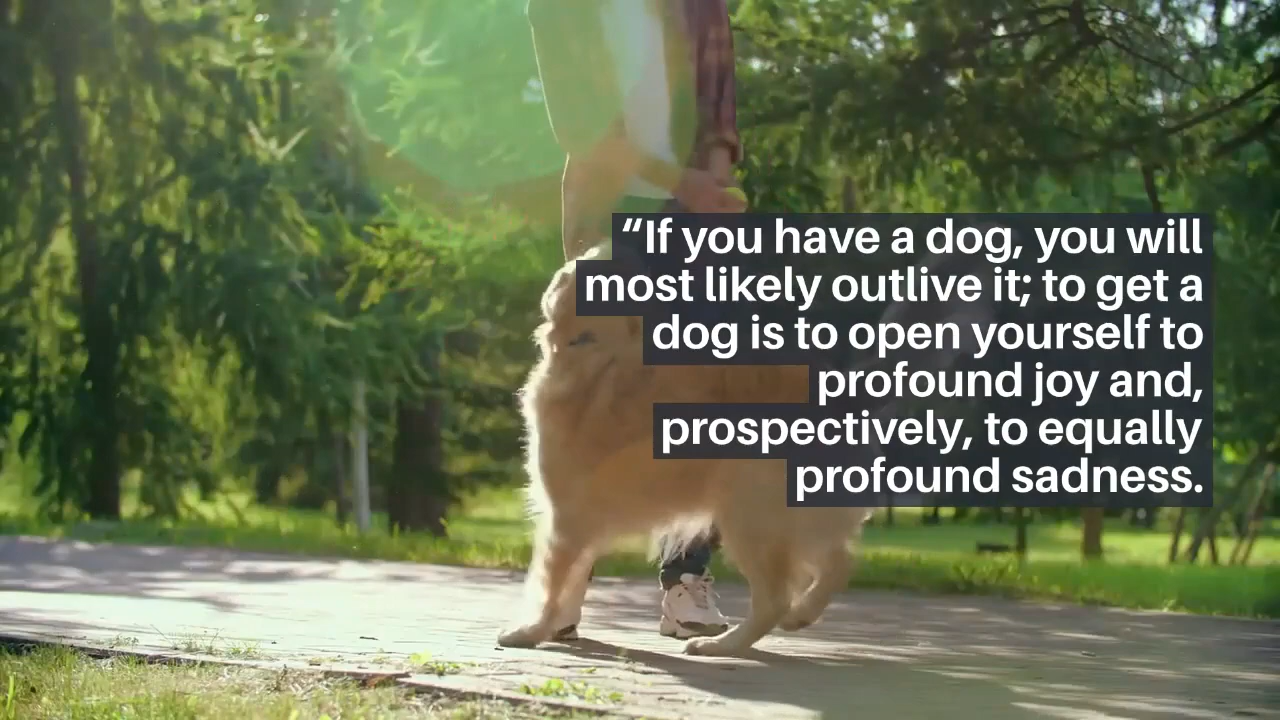 “If you have a dog, you will
most likely outlive it; to get a
dog is to open yourself to
profound joy and,
prospectively, to equally
profound sadness.